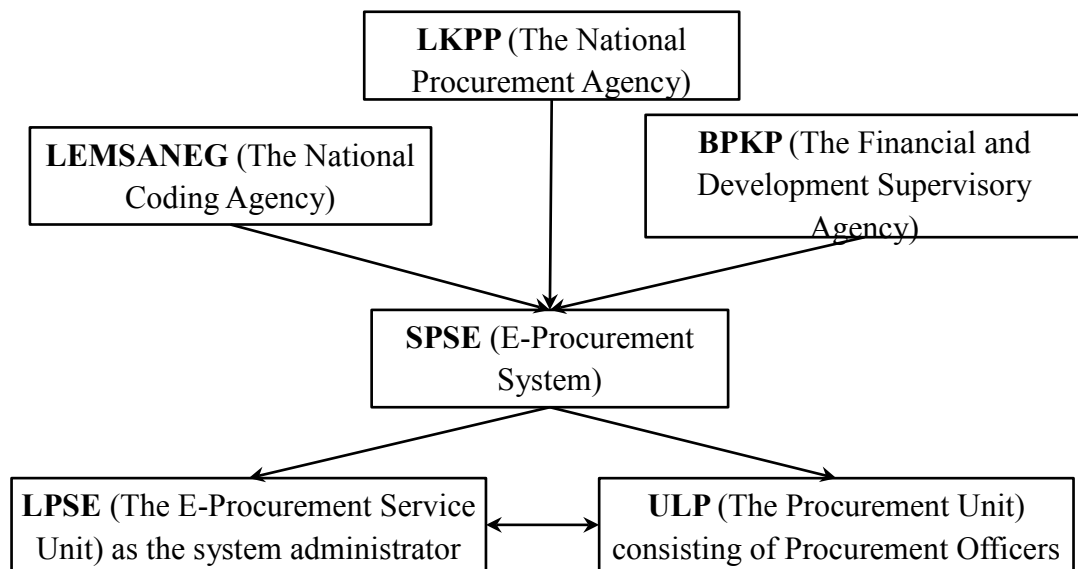 LKPP (The National
Procurement Agency)
LEMSANEG (The National
Coding Agency)
BPKP (The Financial and
Development Supervisory
Agency)
SPSE (E-Procurement
System)
LPSE (The E-Procurement Service
Unit) as the system administrator
ULP (The Procurement Unit)
consisting of Procurement Officers